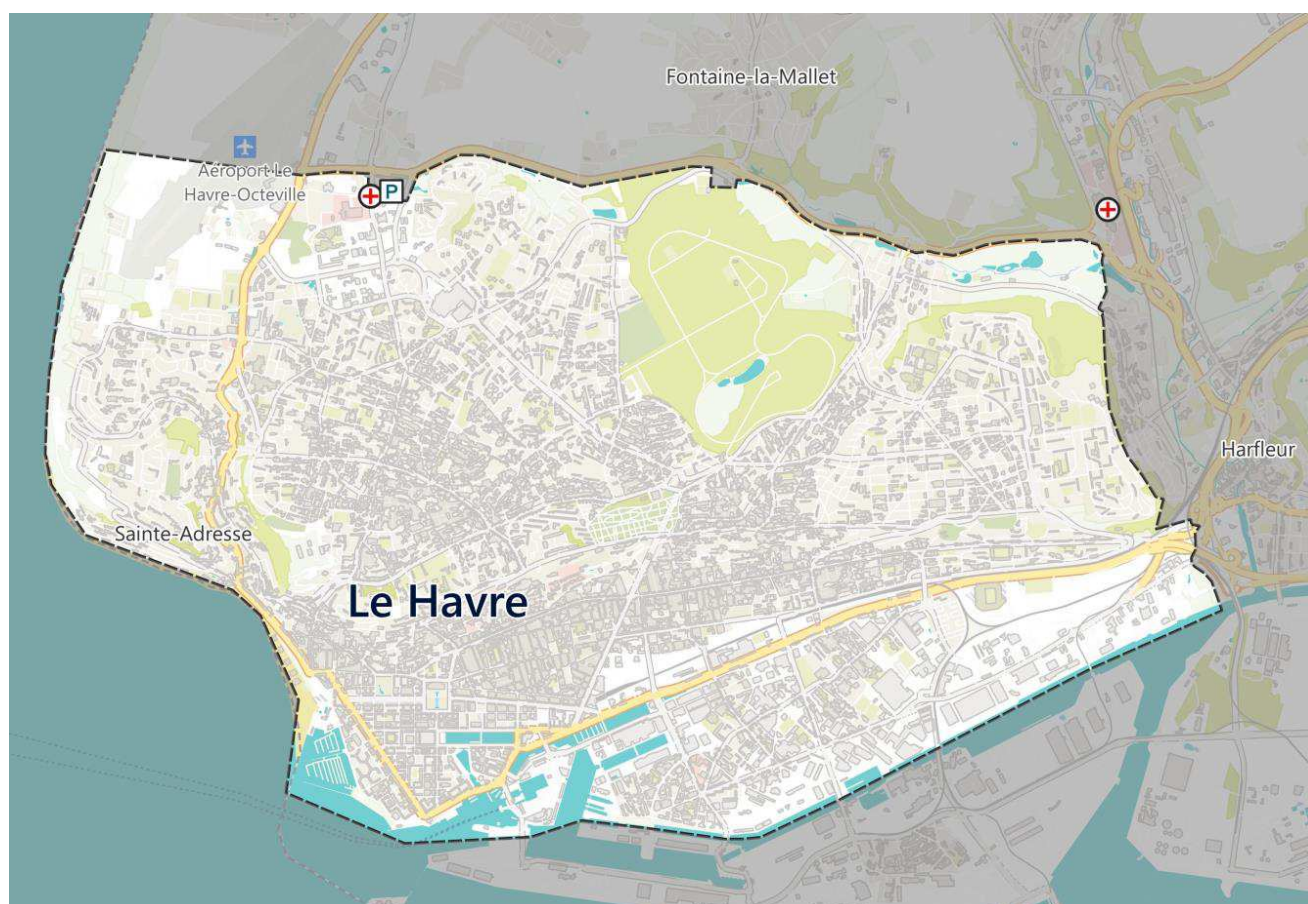 Fontaine-la-Mallet
Aéroport Le
Havre-Octeville
P
Harfleur
Sainte-Adresse
Le Havre